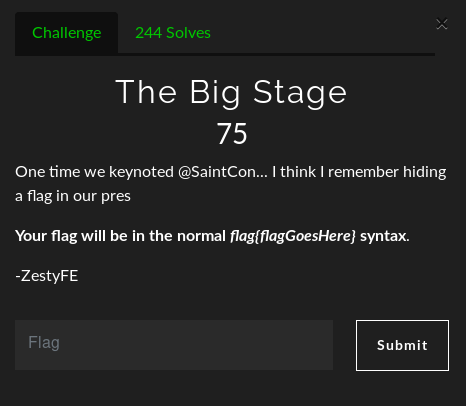 Challenge
244 Solves
×
The Big Stage
75
One time we keynoted @SaintCon... I think I remember hiding
a flag in our pres
Your flag will be in the normal flag{flagGoesHere} syntax.
-ZestyFE
Flag
Submit